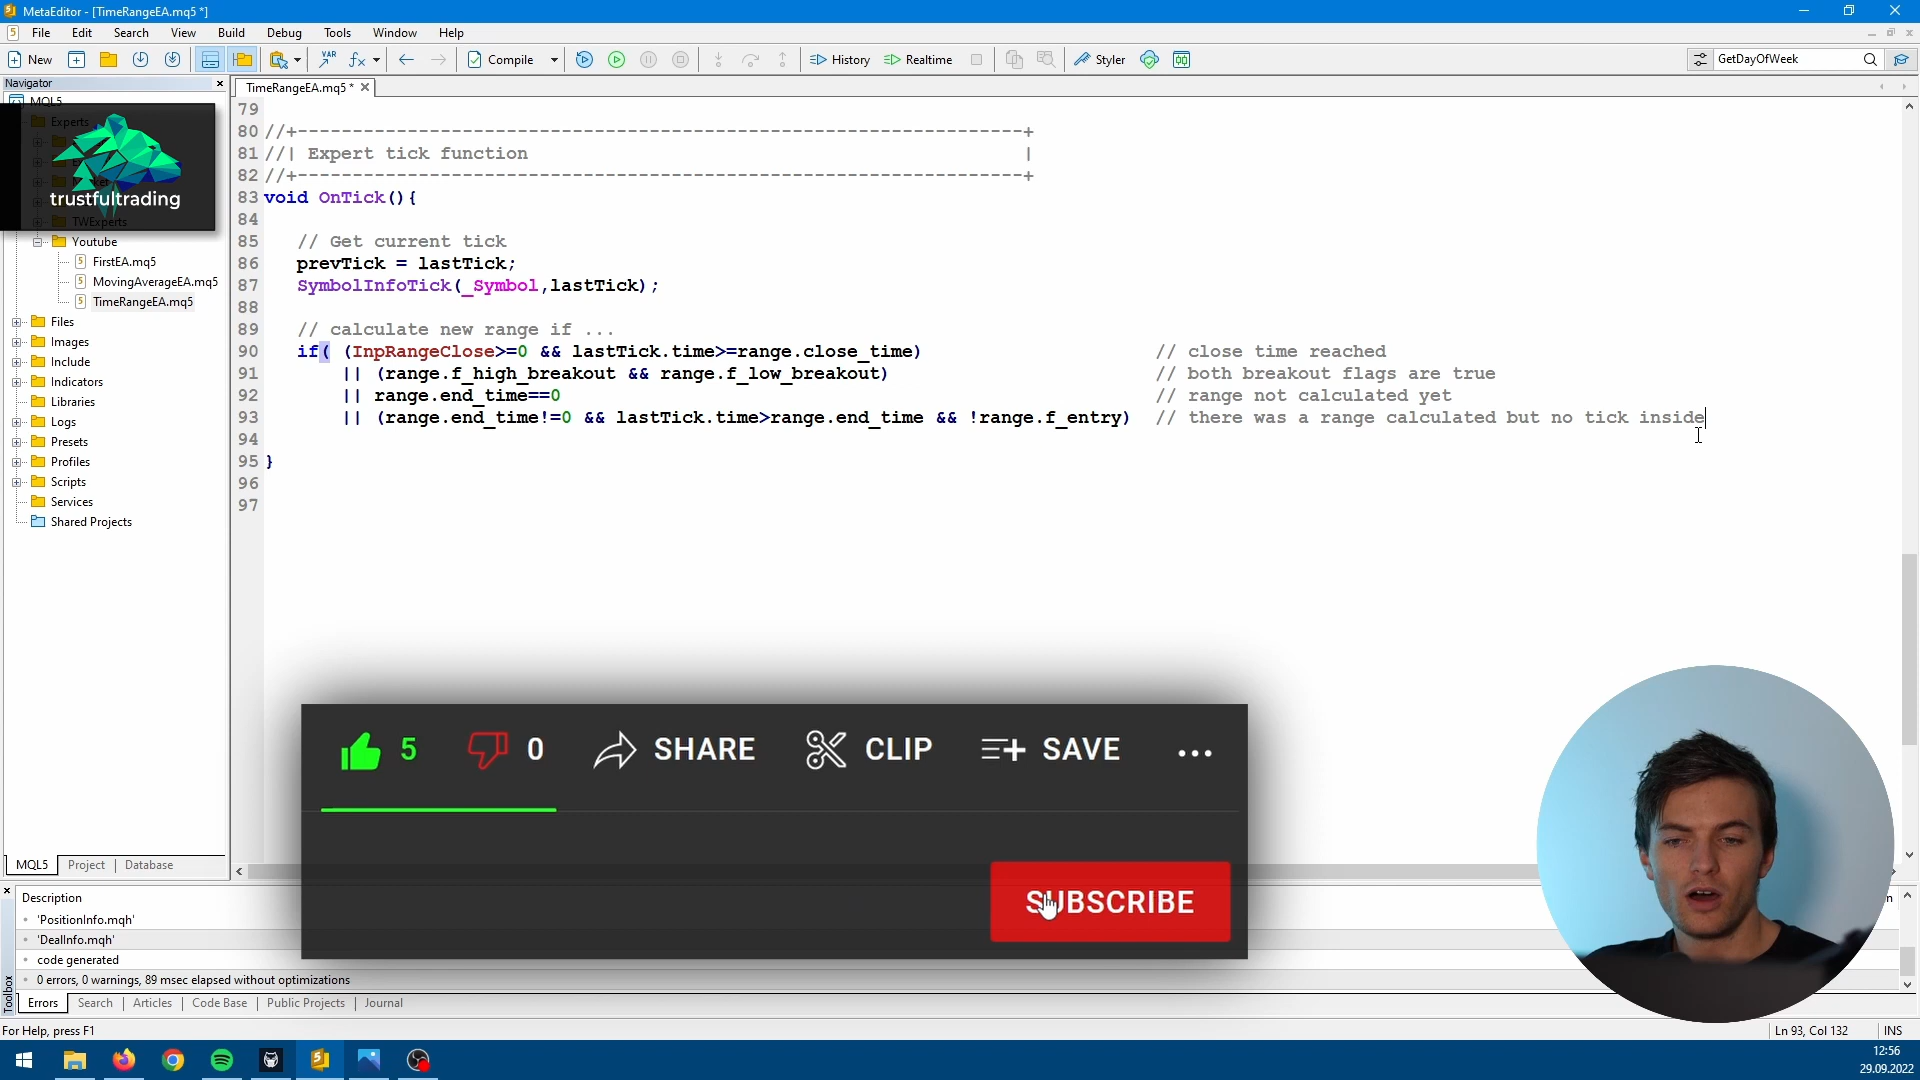 MetaEditor - [TimeRangeEA.mq5 *]
File Edit Search View Build Debug Tools Window Help
New Compile History Realtime Styler GetDayOfWeek
Navigator
MQL5
Experts
trustfultrading
TWExperts
Youtube
FirstEA.mq5
MovingAverageEA.mq5
TimeRangeEA.mq5
Files
Images
Include
Indicators
Libraries
Logs
Presets
Profiles
Scripts
Services
Shared Projects
MQL5 Project Database
TimeRangeEA.mq5 *
79
80 //+------------------------------------------------------------------+
81 //| Expert tick function |
82 //+------------------------------------------------------------------+
83 void OnTick(){
84
85 // Get current tick
86 prevTick = lastTick;
87 SymbolInfoTick(_Symbol,lastTick);
88
89 // calculate new range if ...
90 if( (InpRangeClose>=0 && lastTick.time>=range.close_time) // close time reached
91 || (range.f_high_breakout && range.f_low_breakout) // both breakout flags are true
92 || range.end_time==0 // range not calculated yet
93 || (range.end_time!=0 && lastTick.time>range.end_time && !range.f_entry) // there was a range calculated but no tick inside
94
95 }
96
97
5 0 SHARE CLIP SAVE ...
SUBSCRIBE
Description
'PositionInfo.mqh'
'DealInfo.mqh'
code generated
0 errors, 0 warnings, 89 msec elapsed without optimizations
Toolbox
Errors Search Articles Code Base Public Projects Journal
For Help, press F1
Ln 93, Col 132 INS
12:56
29.09.2022